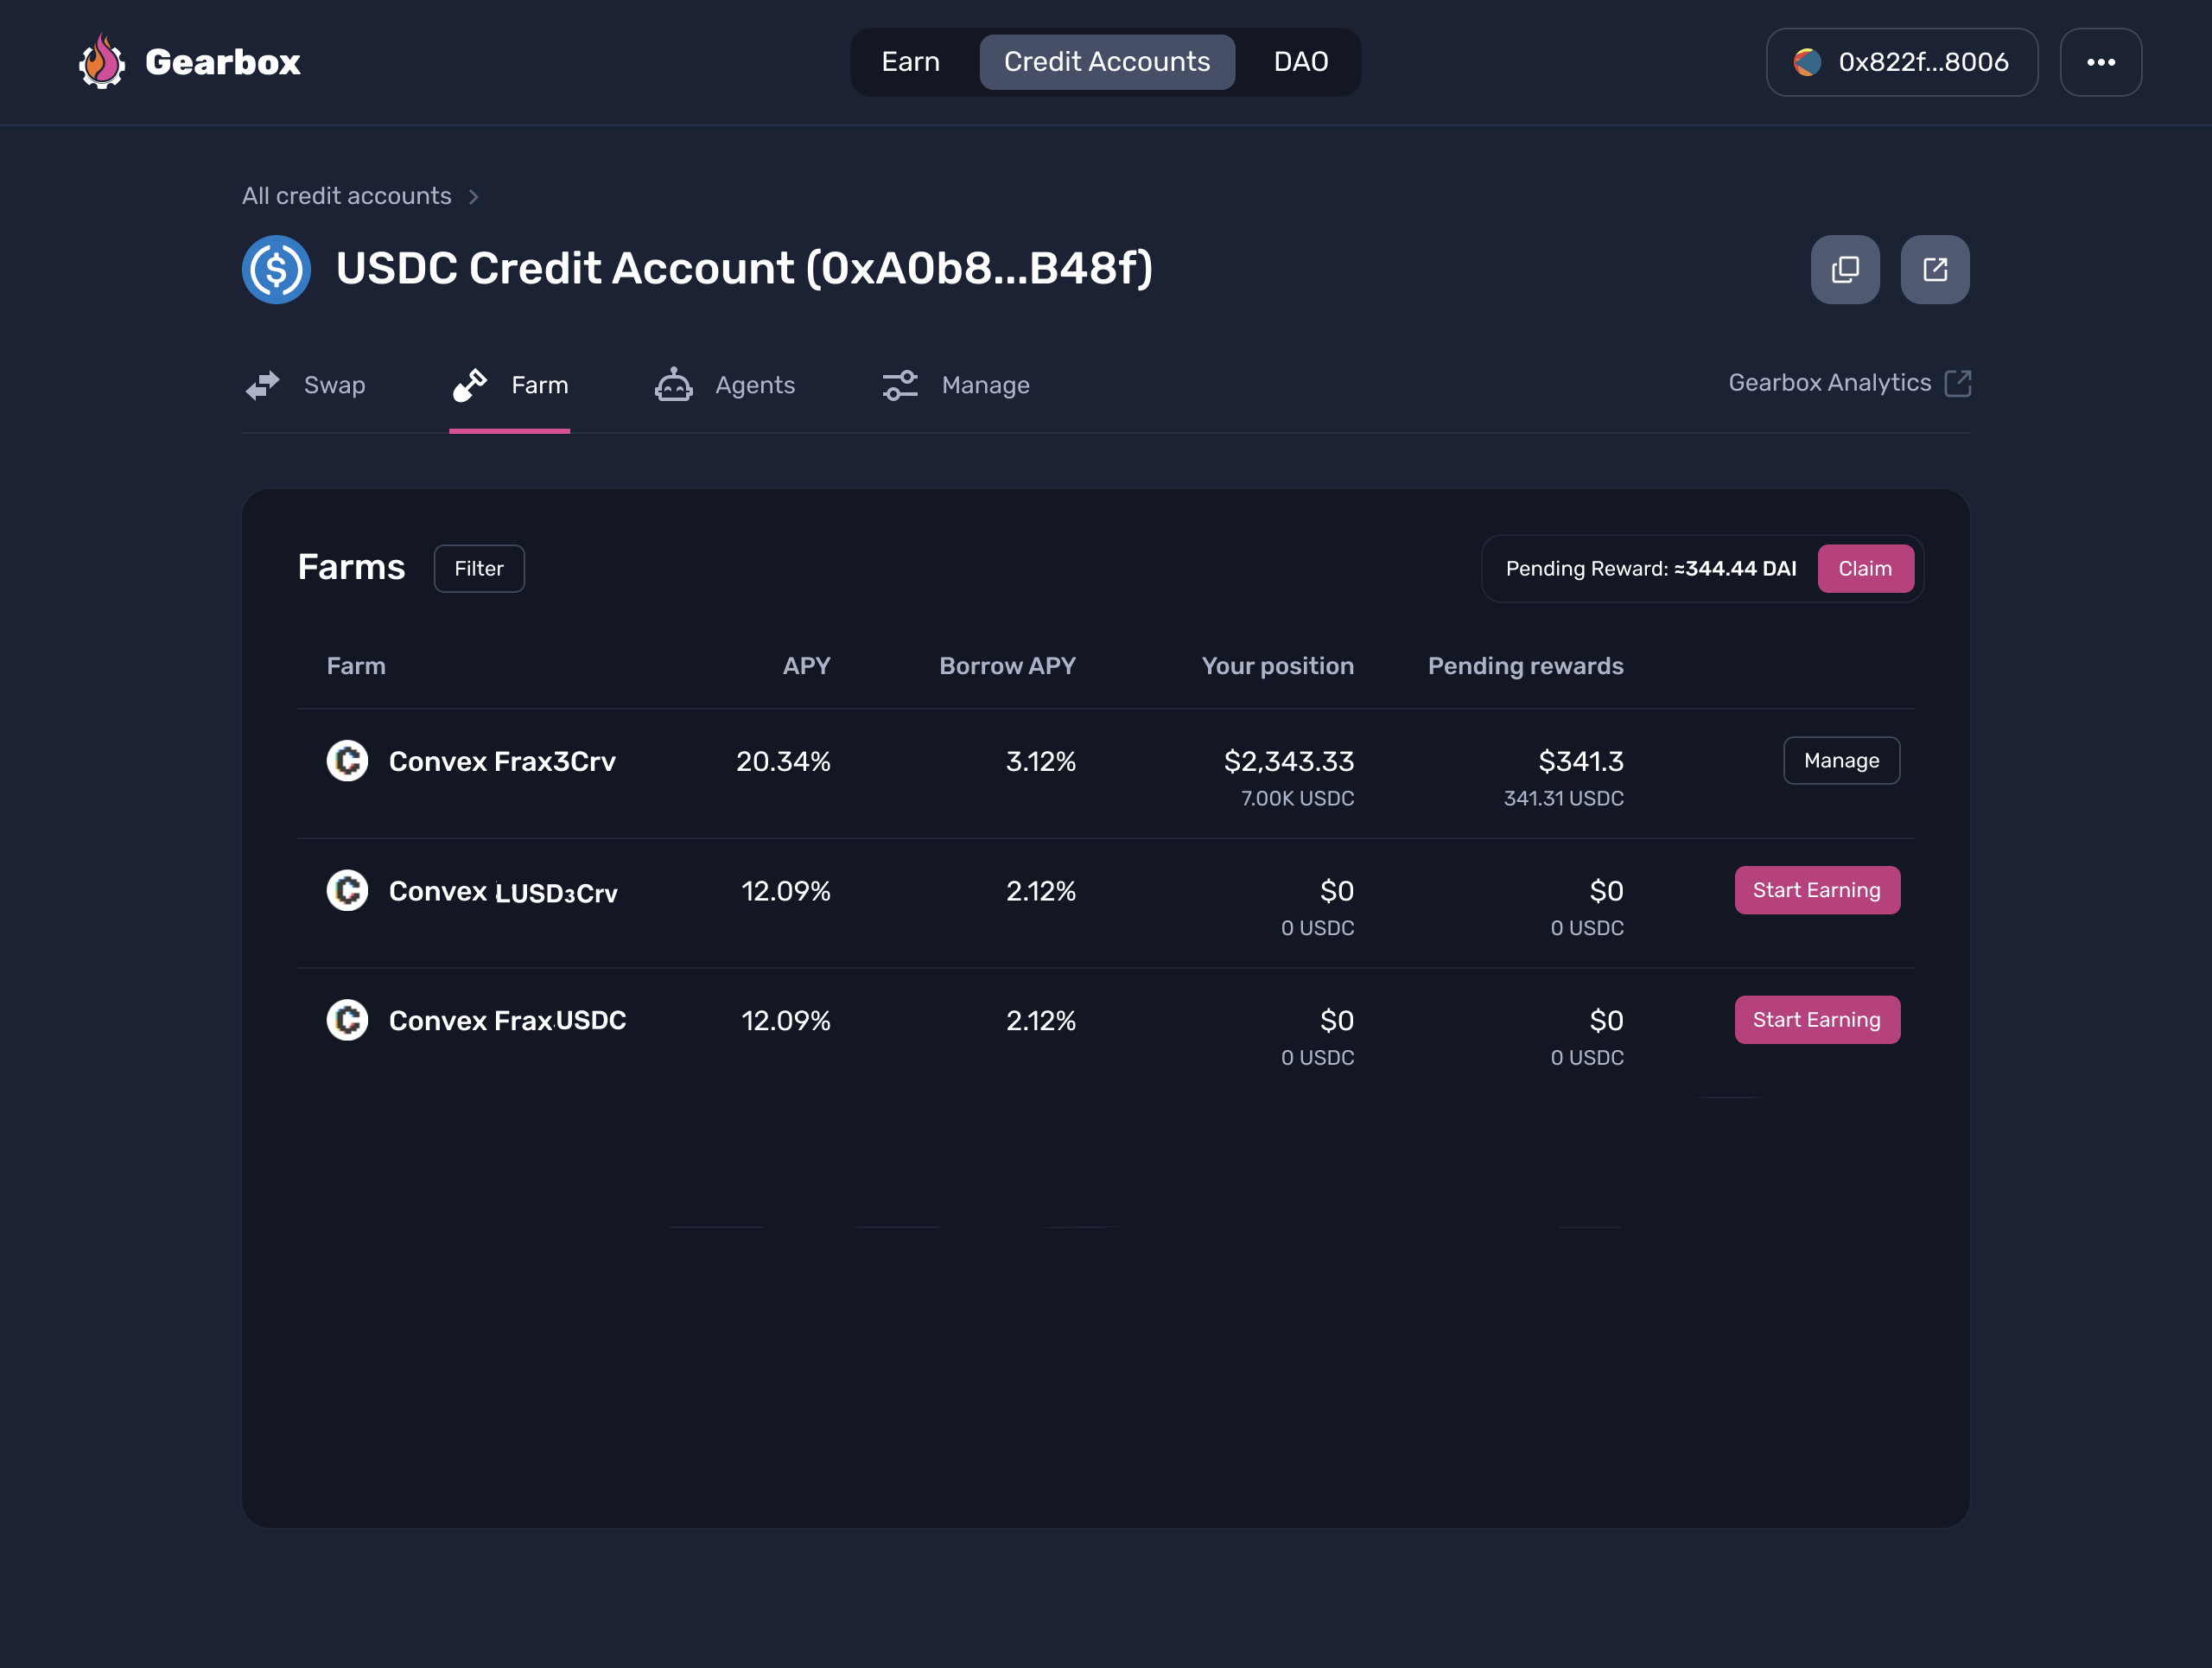 Gearbox
Earn Credit Accounts DAO
0x822f...8006
All credit accounts
USDC Credit Account (0xA0b8...B48f)
Swap Farm Agents Manage
Gearbox Analytics
Farms Filter
Pending Reward: ≈344.44 DAI Claim
Farm APY Borrow APY Your position Pending rewards
Convex Frax3Crv 20.34% 3.12% $2,343.33 $341.3 Manage
7.00K USDC 341.31 USDC
Convex LUSD3Crv 12.09% 2.12% $0 $0 Start Earning
0 USDC 0 USDC
Convex FraxUSDC 12.09% 2.12% $0 $0 Start Earning
0 USDC 0 USDC